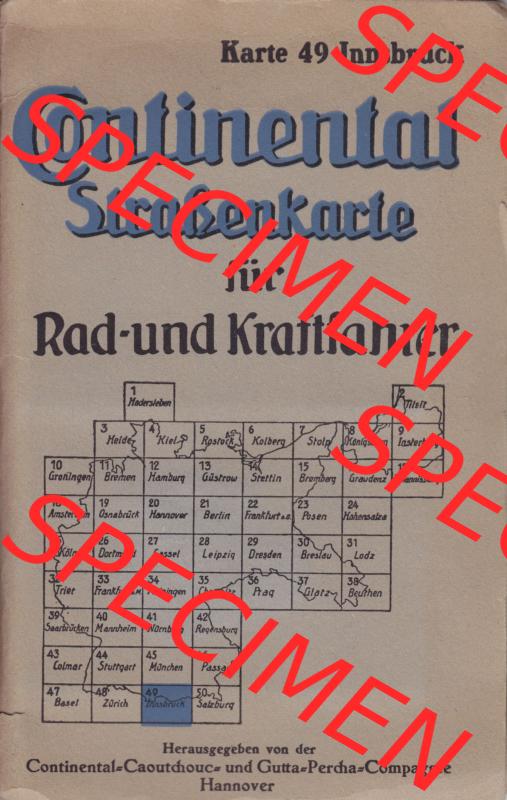 Karte 49 Innsbruck
Continental
Straßenkarte
für
Rad-und Kraftfahrer
1 2
Hadersleben Tilsit
3 4 5 6 7 8 9
Heide Kiel Rostock Kolberg Stolp Königsberg
10 11 12 13 14 15
Groningen Bremen Hamburg Güstrow Stettin Bromberg Graudenz
18 19 20 21 22 23 24
Amsterdam Osnabrück Hannover Berlin Frankfurt a.O. Posen Hohensalza
26 27 28 29 30 31
Köln Dortmund Cassel Leipzig Dresden Breslau Lodz
32 33 34 35 36 37 38
Trier Frankfurt a.M. Chemnitz Prag Glatz Beuthen
39 40 41 42
Saarbrücken Mannheim Nürnberg Regensburg
43 44 45
Colmar Stuttgart München Passau
47 48 49 50
Basel Zürich Innsbruck Salzburg
Herausgegeben von der
Continental=Caoutchouc= und Gutta=Percha=Compagnie
Hannover
SPECIMEN
SPECIMEN